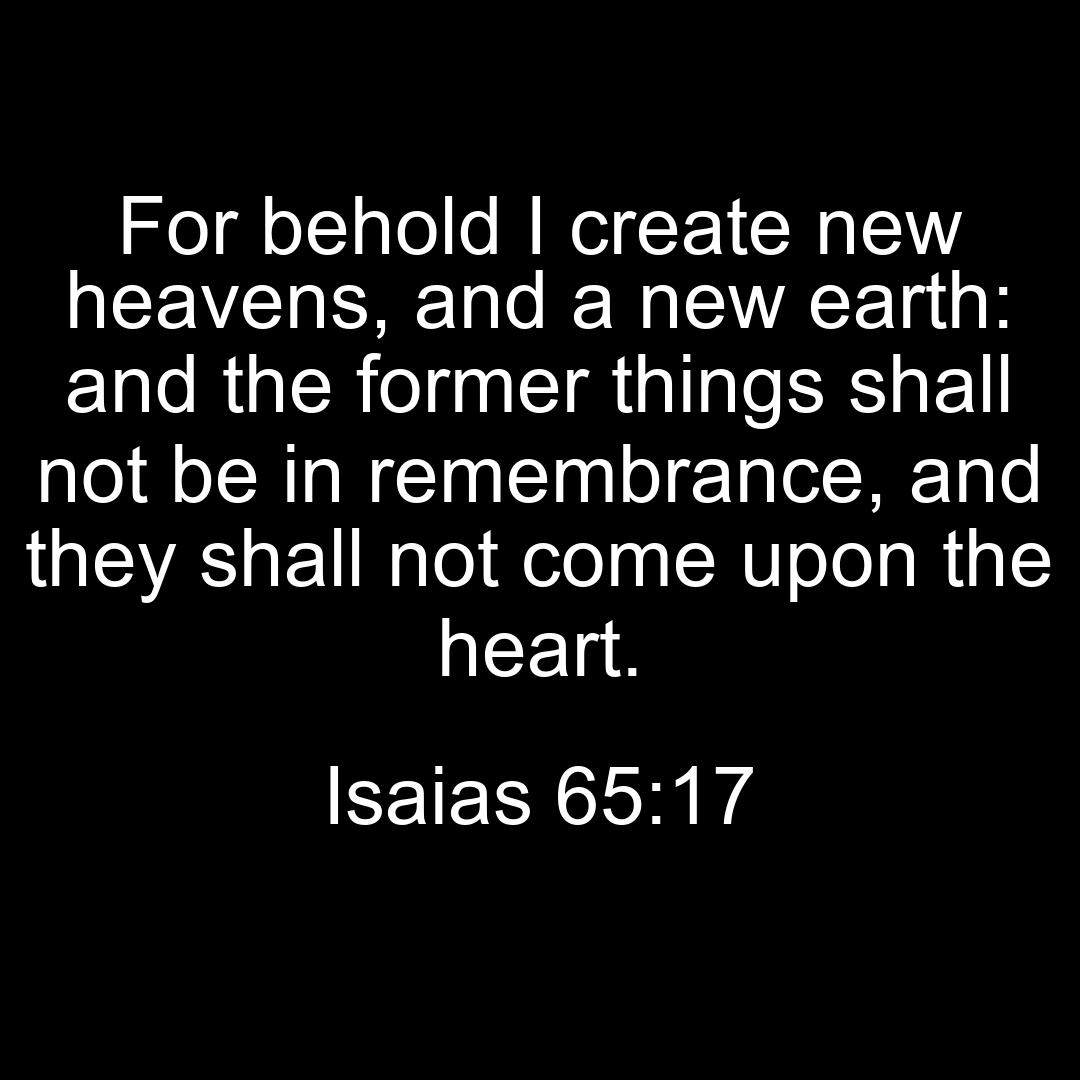 For behold I create new
heavens, and a new earth:
and the former things shall
not be in remembrance, and
they shall not come upon the
heart.
Isaias 65:17